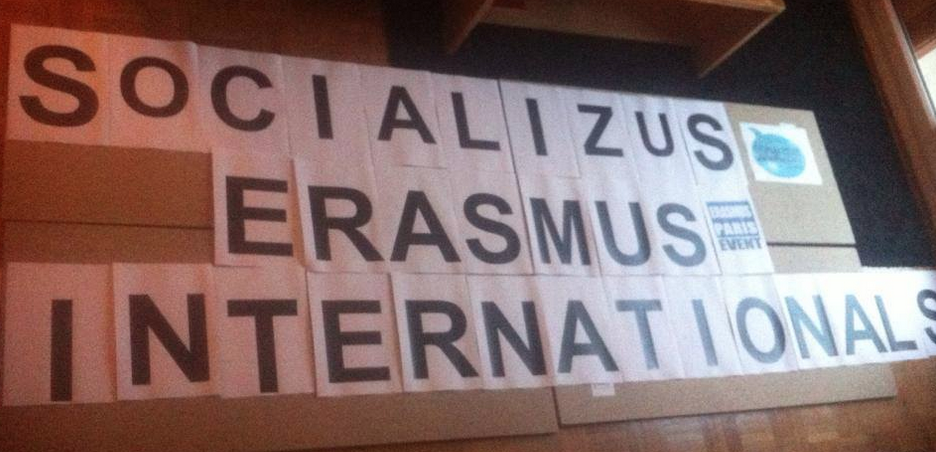 SOCIALIZUS
ERASMUS
ERASMUS
PARIS
EVENT
INTERNATIONALS